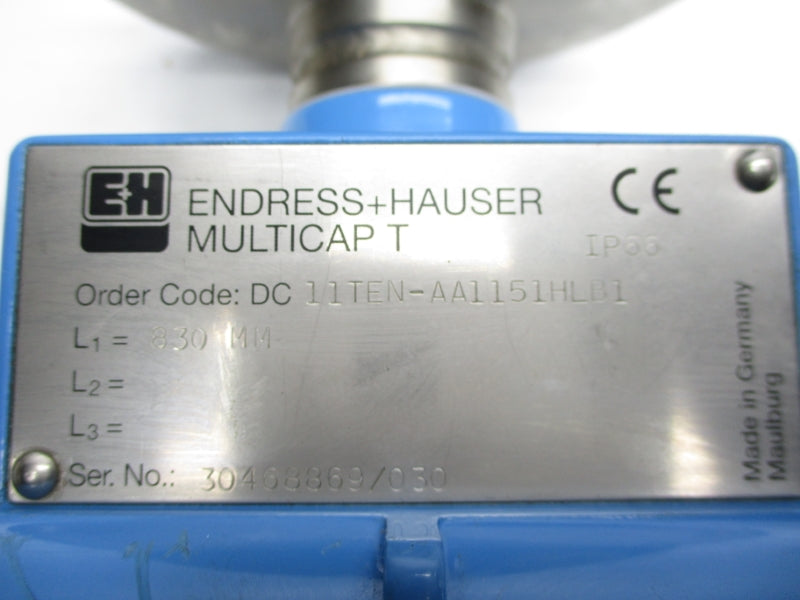 E+H ENDRESS+HAUSER CE
MULTICAP T IP66
Order Code: DC 11TEN-AA1151HLB1
L1 = 830 MM
L2 =
L3 =
Ser. No.: 30468869/030
Made in Germany
Maulburg